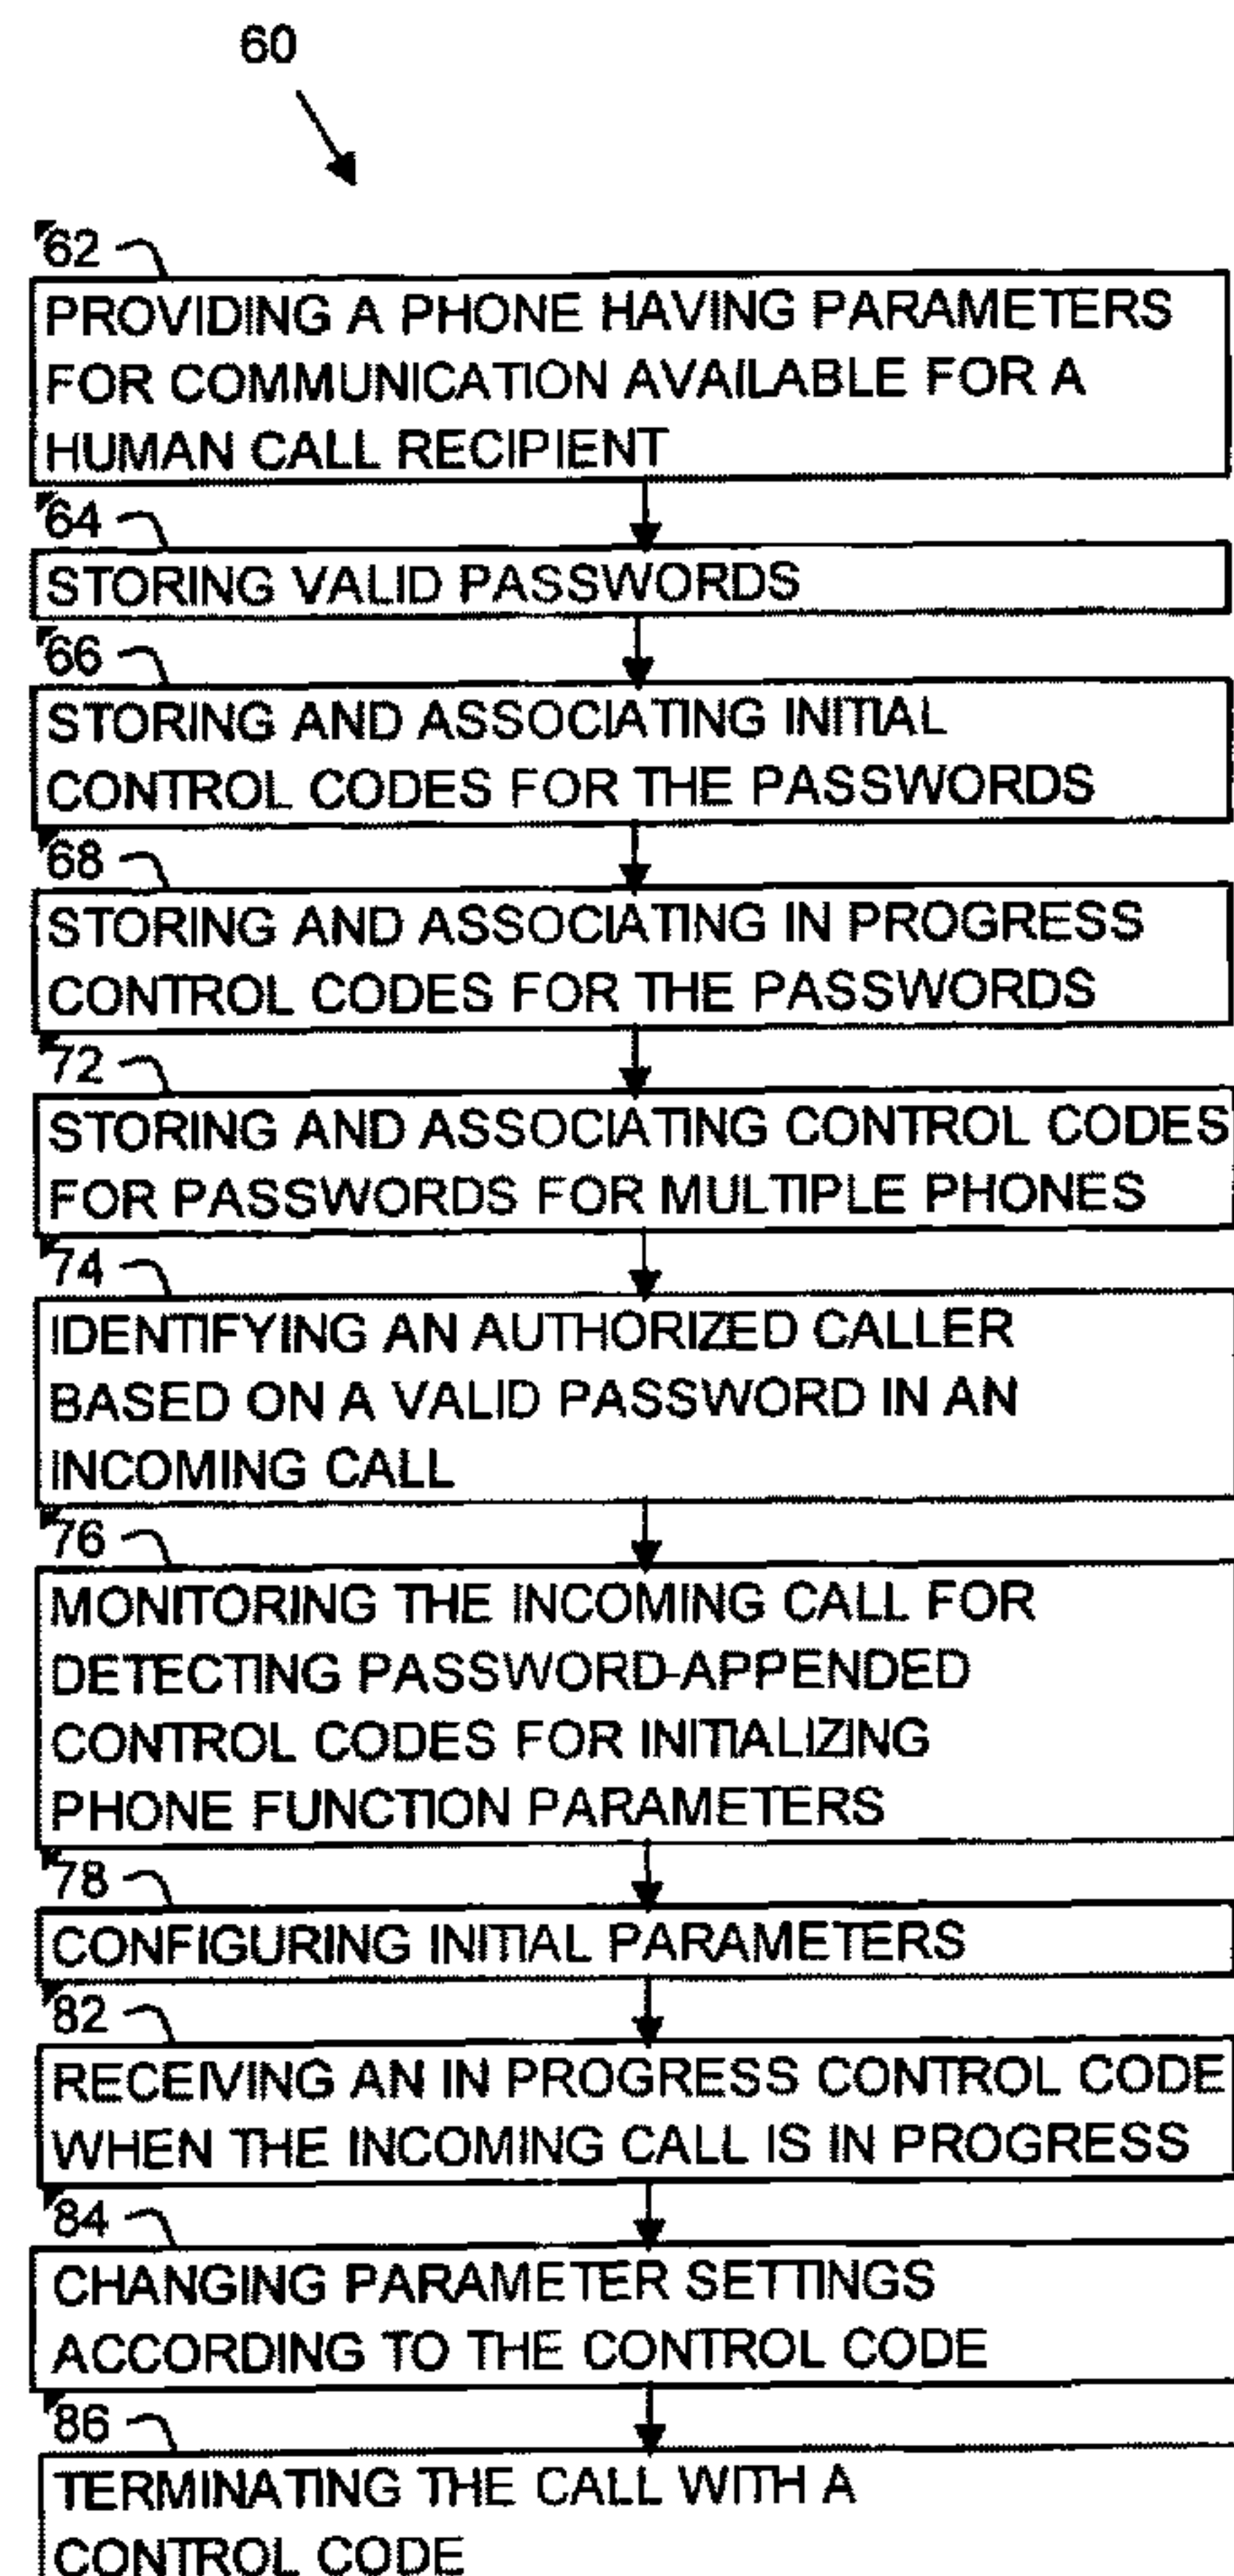 60
62
PROVIDING A PHONE HAVING PARAMETERS
FOR COMMUNICATION AVAILABLE FOR A
HUMAN CALL RECIPIENT
64
STORING VALID PASSWORDS
66
STORING AND ASSOCIATING INITIAL
CONTROL CODES FOR THE PASSWORDS
68
STORING AND ASSOCIATING IN PROGRESS
CONTROL CODES FOR THE PASSWORDS
72
STORING AND ASSOCIATING CONTROL CODES
FOR PASSWORDS FOR MULTIPLE PHONES
74
IDENTIFYING AN AUTHORIZED CALLER
BASED ON A VALID PASSWORD IN AN
INCOMING CALL
76
MONITORING THE INCOMING CALL FOR
DETECTING PASSWORD-APPENDED
CONTROL CODES FOR INITIALIZING
PHONE FUNCTION PARAMETERS
78
CONFIGURING INITIAL PARAMETERS
82
RECEIVING AN IN PROGRESS CONTROL CODE
WHEN THE INCOMING CALL IS IN PROGRESS
84
CHANGING PARAMETER SETTINGS
ACCORDING TO THE CONTROL CODE
86
TERMINATING THE CALL WITH A
CONTROL CODE